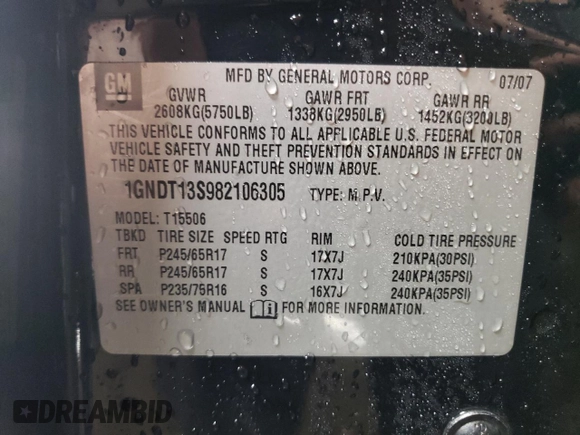 GM
MFD BY GENERAL MOTORS CORP. 07/07
GVWR GAWR FRT GAWR RR
2608KG(5750LB) 1338KG(2950LB) 1452KG(3200LB)
THIS VEHICLE CONFORMS TO ALL APPLICABLE U.S. FEDERAL MOTOR
VEHICLE SAFETY AND THEFT PREVENTION STANDARDS IN EFFECT ON
THE DATE OF MANUFACTURE SHOWN ABOVE.
1GNDT13S982106305 TYPE: M.P.V.
MODEL: T15506
TBKD TIRE SIZE SPEED RTG RIM COLD TIRE PRESSURE
FRT P245/65R17 S 17X7J 210KPA(30PSI)
RR P245/65R17 S 17X7J 240KPA(35PSI)
SPA P235/75R16 S 16X7J 240KPA(35PSI)
SEE OWNER'S MANUAL FOR MORE INFORMATION.
DREAMBID